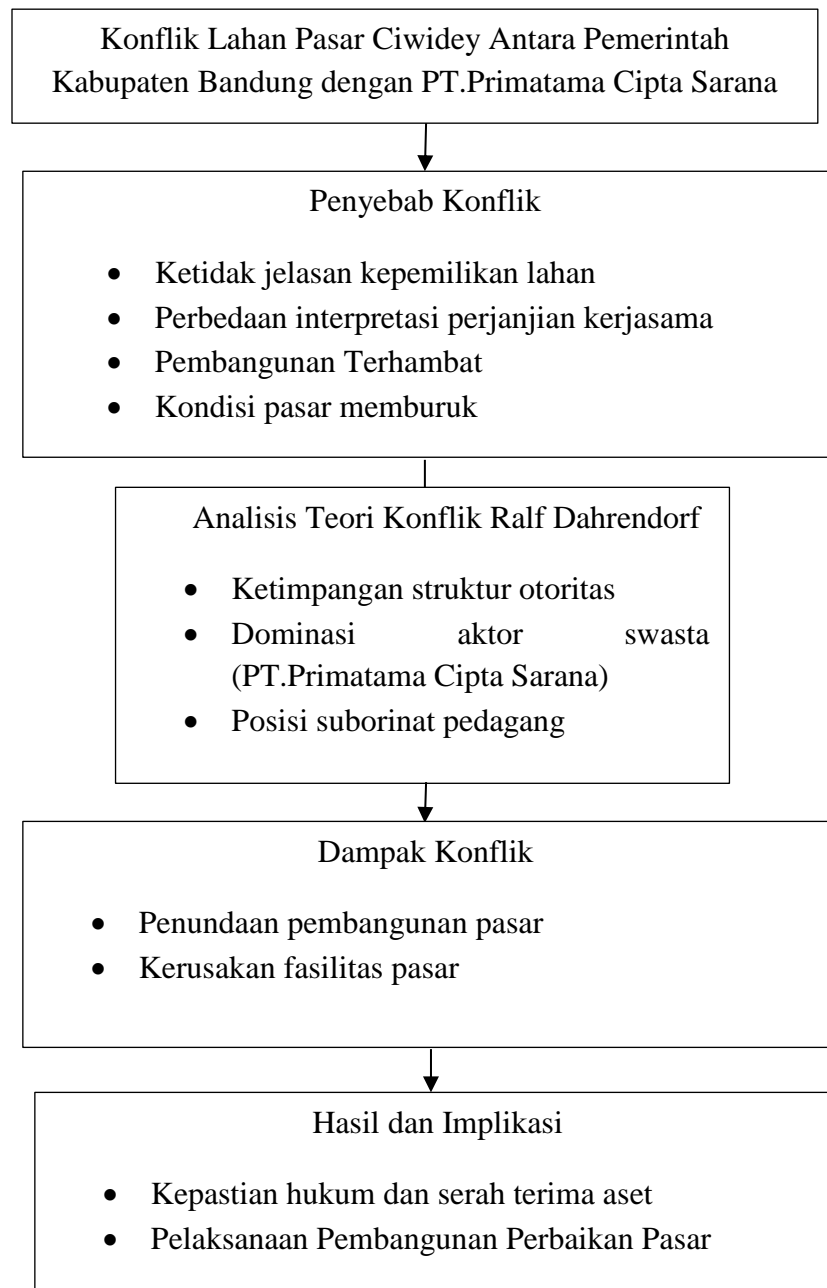 Konflik Lahan Pasar Ciwidey Antara Pemerintah
Kabupaten Bandung dengan PT.Primatama Cipta Sarana
Penyebab Konflik
• Ketidak jelasan kepemilikan lahan
• Perbedaan interpretasi perjanjian kerjasama
• Pembangunan Terhambat
• Kondisi pasar memburuk
Analisis Teori Konflik Ralf Dahrendorf
• Ketimpangan struktur otoritas
• Dominasi aktor swasta
(PT.Primatama Cipta Sarana)
• Posisi suborinat pedagang
Dampak Konflik
• Penundaan pembangunan pasar
• Kerusakan fasilitas pasar
Hasil dan Implikasi
• Kepastian hukum dan serah terima aset
• Pelaksanaan Pembangunan Perbaikan Pasar